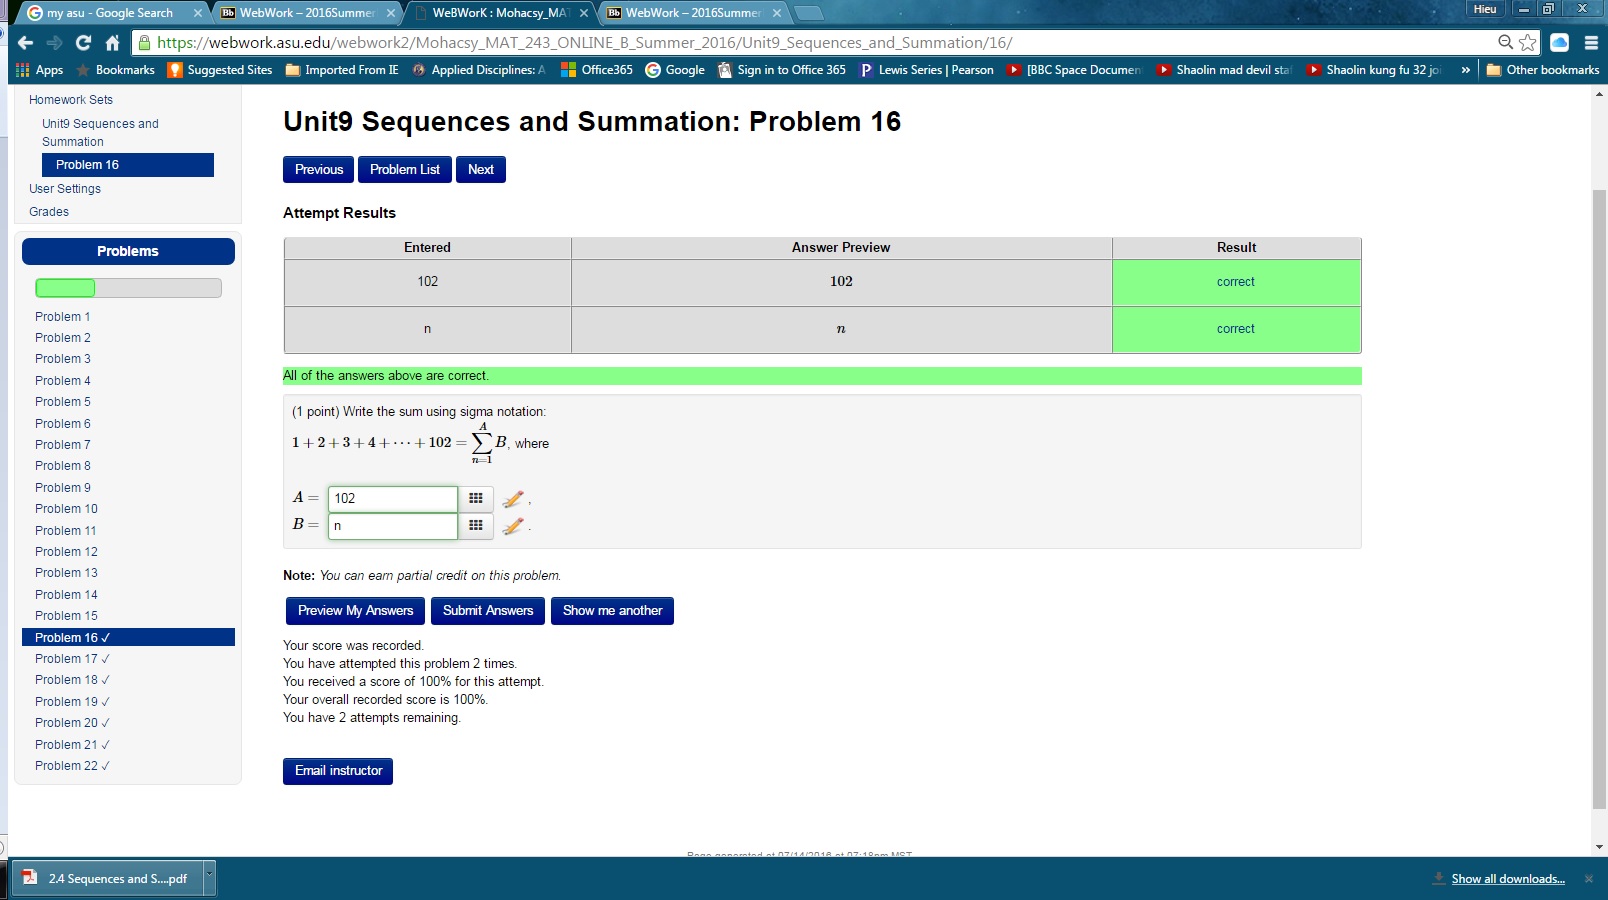 my asu - Google Search
WebWork – 2016Summer
WeBWorK : Mohacsy_MAT
WebWork – 2016Summer
Hieu
https://webwork.asu.edu/webwork2/Mohacsy_MAT_243_ONLINE_B_Summer_2016/Unit9_Sequences_and_Summation/16/
Apps Bookmarks Suggested Sites Imported From IE Applied Disciplines: A Office365 Google Sign in to Office 365 Lewis Series | Pearson [BBC Space Documen Shaolin mad devil sta Shaolin kung fu 32 joi » Other bookmarks
Homework Sets
Unit9 Sequences and
Summation
Problem 16
User Settings
Grades
Problems
Problem 1
Problem 2
Problem 3
Problem 4
Problem 5
Problem 6
Problem 7
Problem 8
Problem 9
Problem 10
Problem 11
Problem 12
Problem 13
Problem 14
Problem 15
Problem 16 ✓
Problem 17 ✓
Problem 18 ✓
Problem 19 ✓
Problem 20 ✓
Problem 21 ✓
Problem 22 ✓
Unit9 Sequences and Summation: Problem 16
Previous Problem List Next
Attempt Results
Entered Answer Preview Result
102 102 correct
n n correct
All of the answers above are correct.
(1 point) Write the sum using sigma notation:
1 + 2 + 3 + 4 + ⋯ + 102 = ∑_{n=1}^{A} B, where
A = 102 ,
B = n .
Note: You can earn partial credit on this problem.
Preview My Answers Submit Answers Show me another
Your score was recorded.
You have attempted this problem 2 times.
You received a score of 100% for this attempt.
Your overall recorded score is 100%.
You have 2 attempts remaining.
Email instructor
Page generated at 07/14/2016 at 07:18pm MST
2.4 Sequences and S....pdf
Show all downloads...